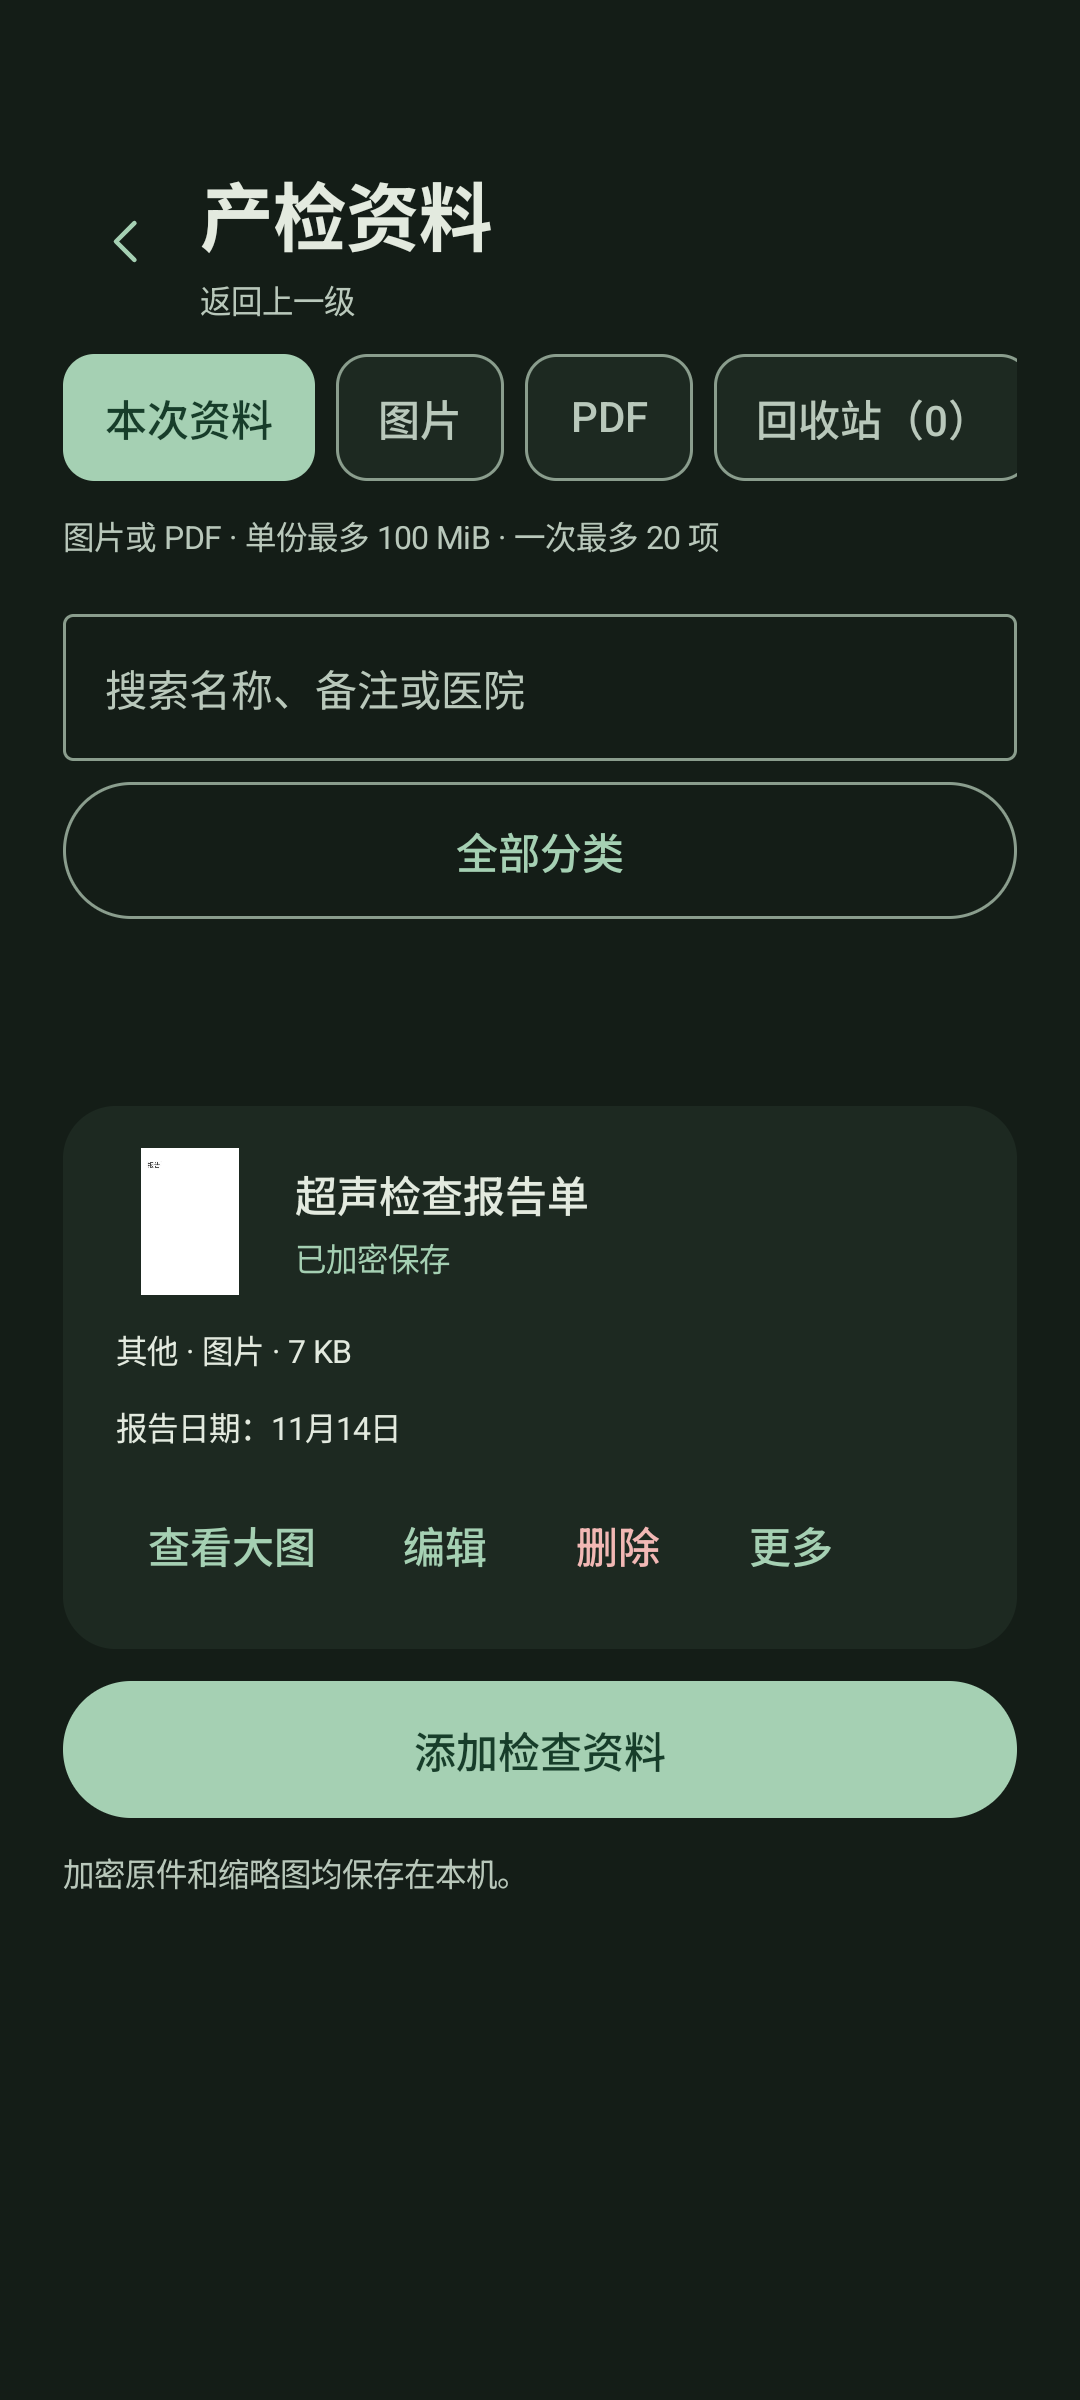 产检资料
返回上一级
本次资料
图片
PDF
回收站（0）
图片或 PDF · 单份最多 100 MiB · 一次最多 20 项
搜索名称、备注或医院
全部分类
报告
超声检查报告单
已加密保存
其他 · 图片 · 7 KB
报告日期：11月14日
查看大图
编辑
删除
更多
添加检查资料
加密原件和缩略图均保存在本机。